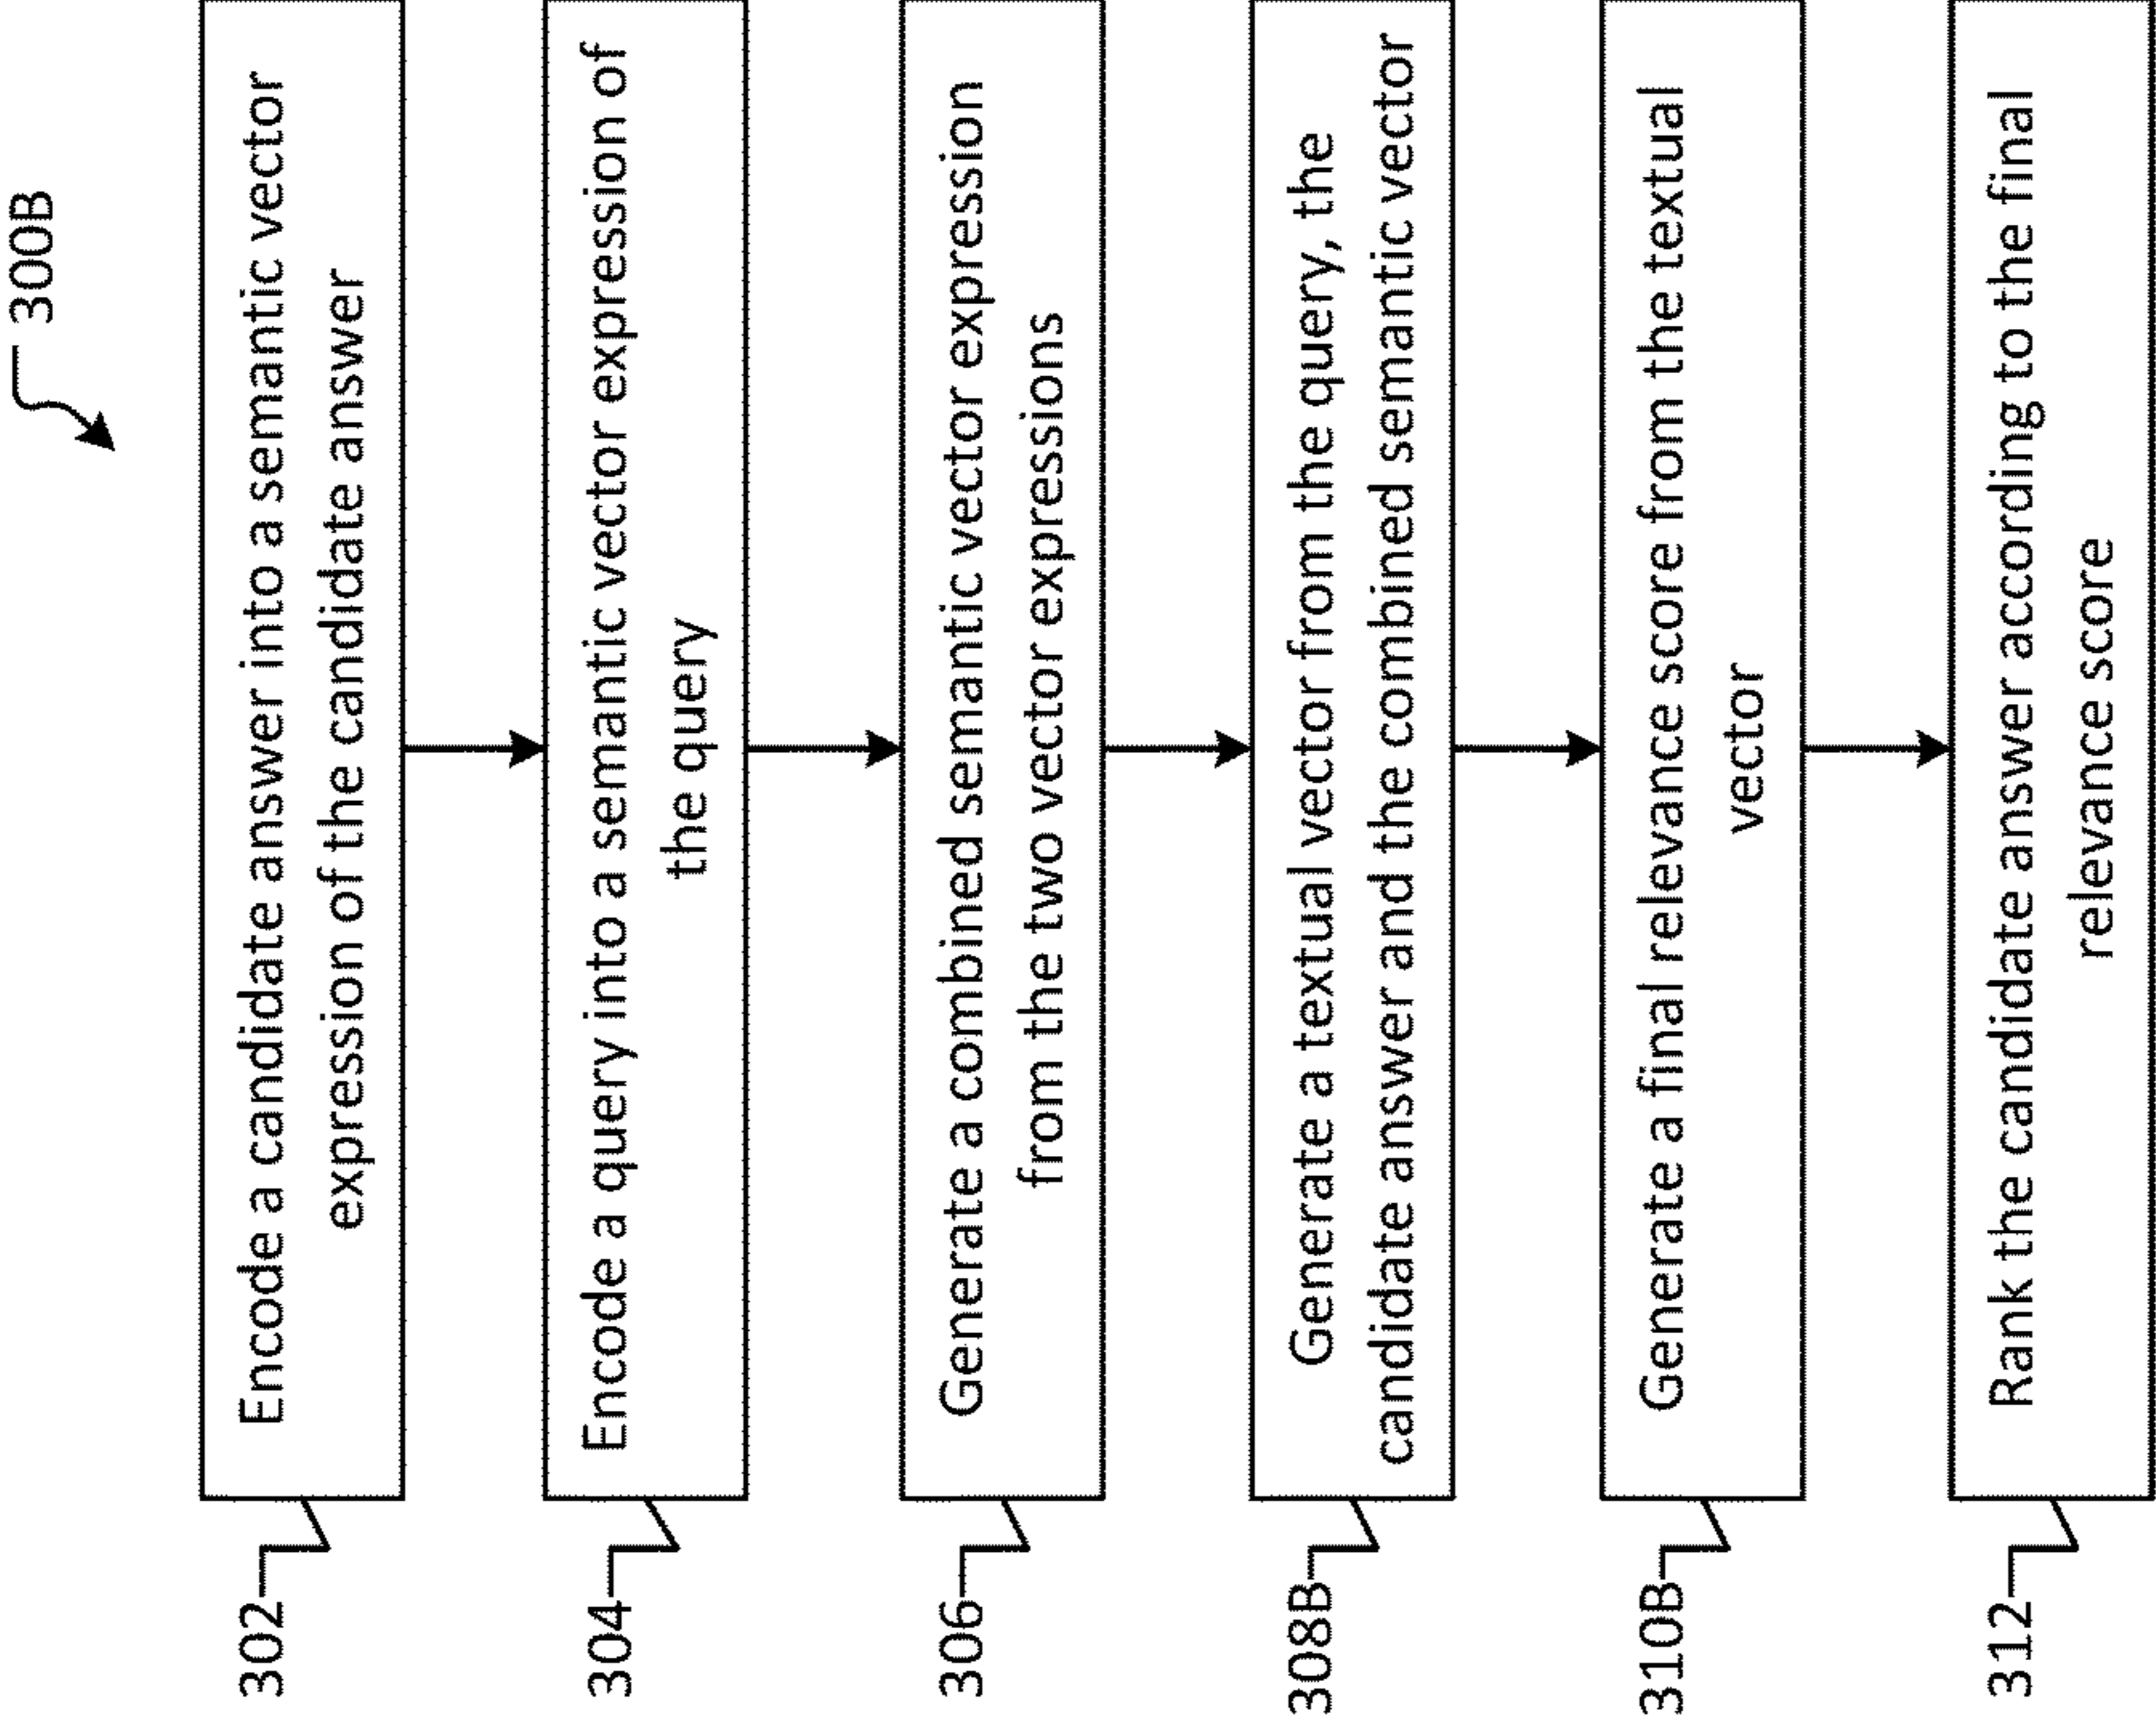 300B
302
Encode a candidate answer into a semantic vector
expression of the candidate answer
304
Encode a query into a semantic vector expression of
the query
306
Generate a combined semantic vector expression
from the two vector expressions
308B
Generate a textual vector from the query, the
candidate answer and the combined semantic vector
310B
Generate a final relevance score from the textual
vector
312
Rank the candidate answer according to the final
relevance score